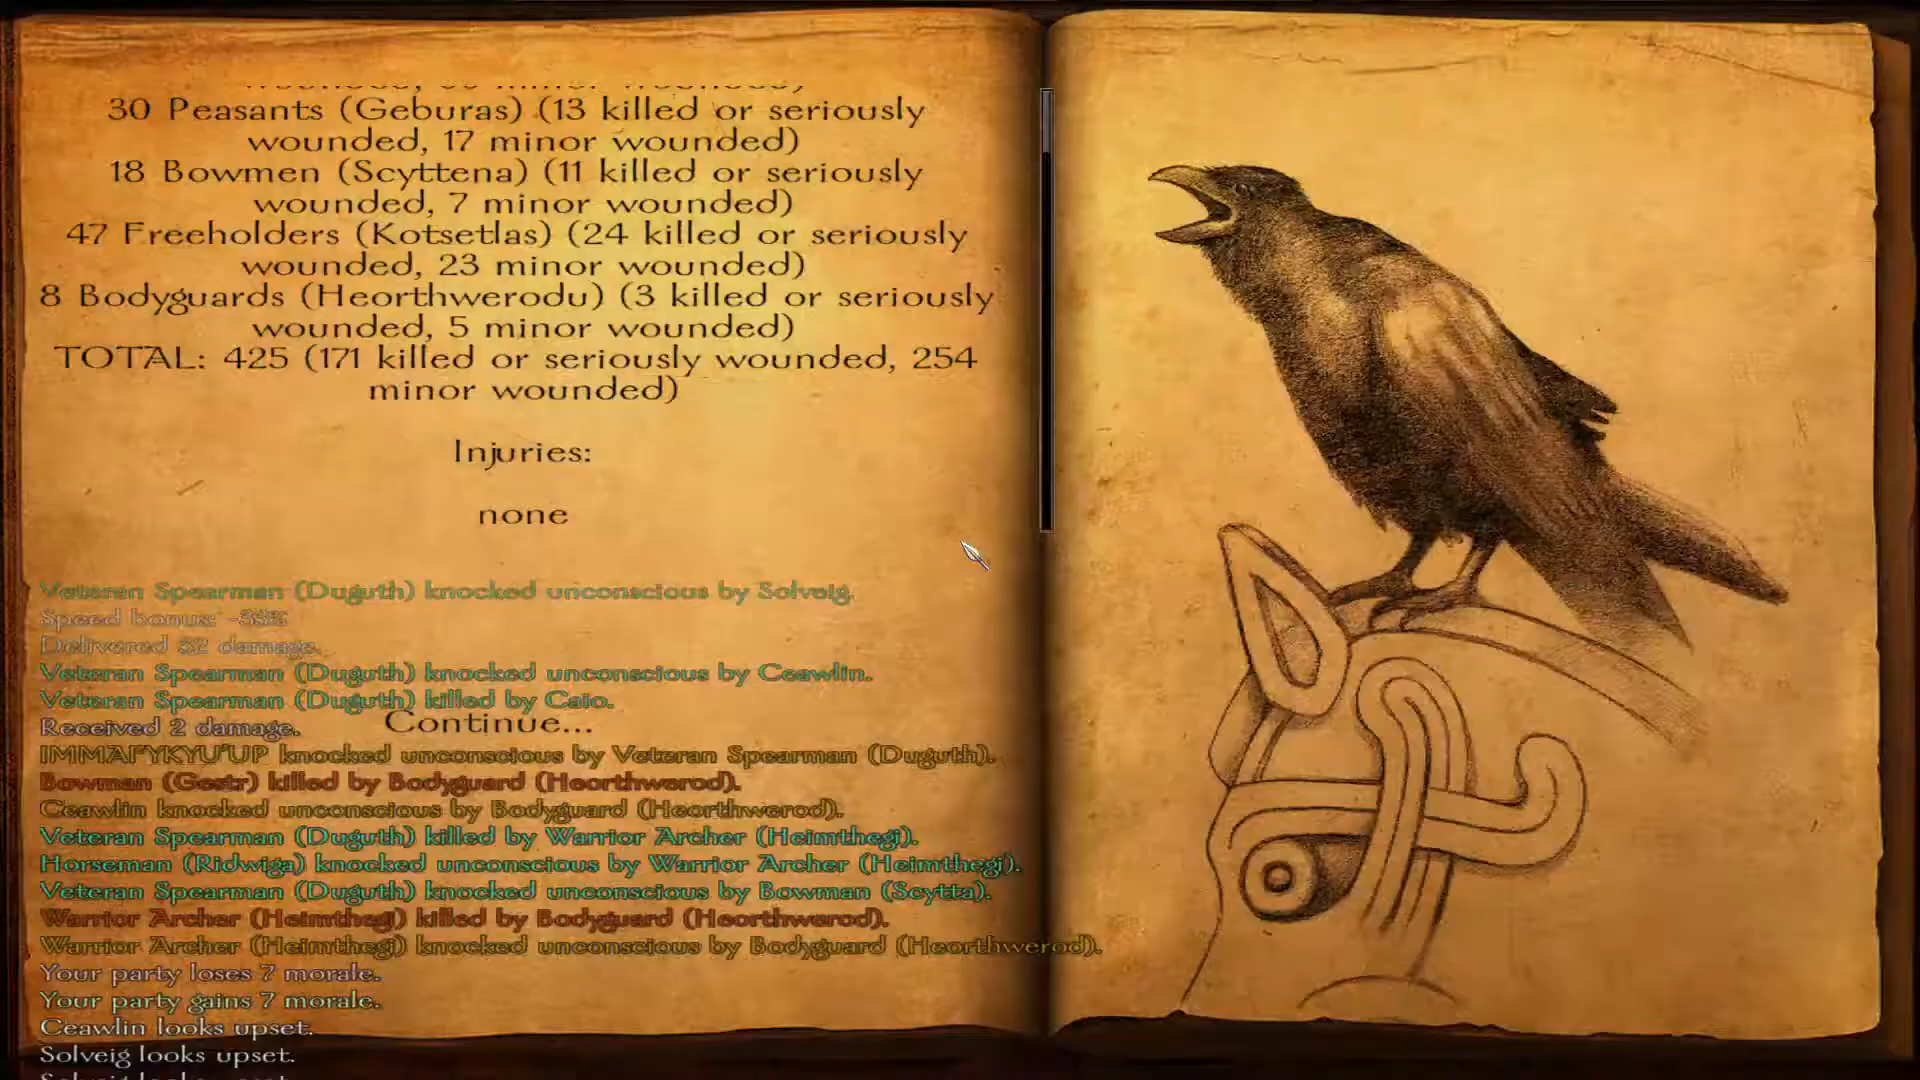 30 Peasants (Geburas) (13 killed or seriously
wounded, 17 minor wounded)
18 Bowmen (Scyttena) (11 killed or seriously
wounded, 7 minor wounded)
47 Freeholders (Kotsetlas) (24 killed or seriously
wounded, 23 minor wounded)
8 Bodyguards (Heorthwerodu) (3 killed or seriously
wounded, 5 minor wounded)
TOTAL: 425 (171 killed or seriously wounded, 254
minor wounded)
Injuries:
none
Veteran Spearman (Duguth) knocked unconscious by Solveig.
Speed bonus:
Delivered damage.
Veteran Spearman (Duguth) knocked unconscious by Ceawlin.
Veteran Spearman (Duguth) killed by Caio.
Received 2 damage.
Continue...
IMMAFYKYU'UP knocked unconscious by Veteran Spearman (Duguth).
Bowman (Gestr) killed by Bodyguard (Heorthwerod).
Ceawlin knocked unconscious by Bodyguard (Heorthwerod).
Veteran Spearman (Duguth) killed by Warrior Archer (Heimthegi).
Horseman (Ridwiga) knocked unconscious by Warrior Archer (Heimthegi).
Veteran Spearman (Duguth) knocked unconscious by Bowman (Scytta).
Warrior Archer (Heimthegi) killed by Bodyguard (Heorthwerod).
Warrior Archer (Heimthegi) knocked unconscious by Bodyguard (Heorthwerod).
Your party loses 7 morale.
Your party gains 7 morale.
Ceawlin looks upset.
Solveig looks upset.